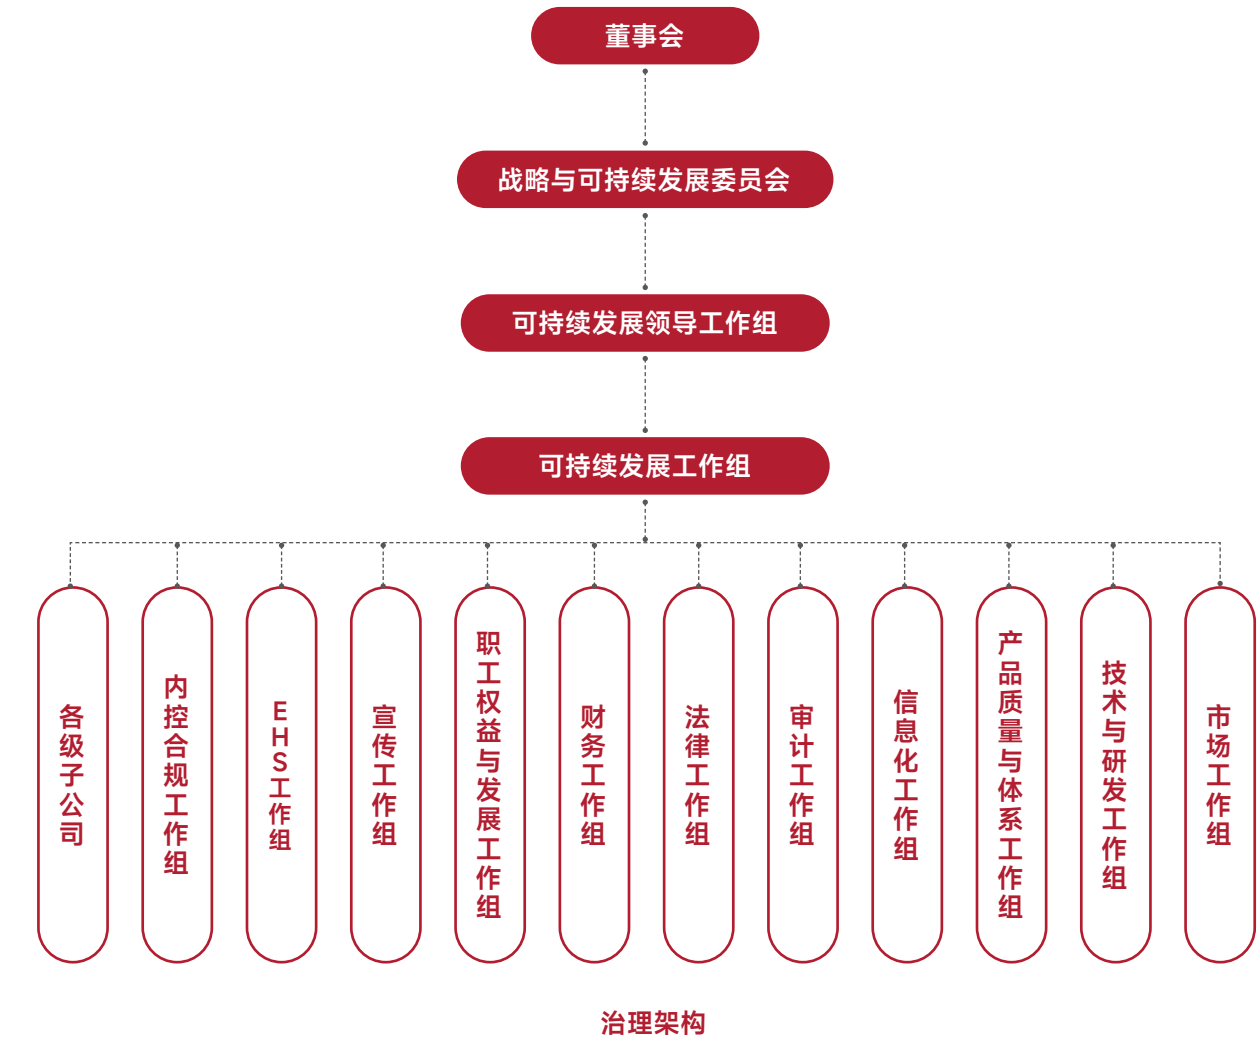 董事会
战略与可持续发展委员会
可持续发展领导工作组
可持续发展工作组
各级子公司
内控合规工作组
EHS工作组
宣传工作组
职工权益与发展工作组
财务工作组
法律工作组
审计工作组
信息化工作组
产品质量与体系工作组
技术与研发工作组
市场工作组
治理架构